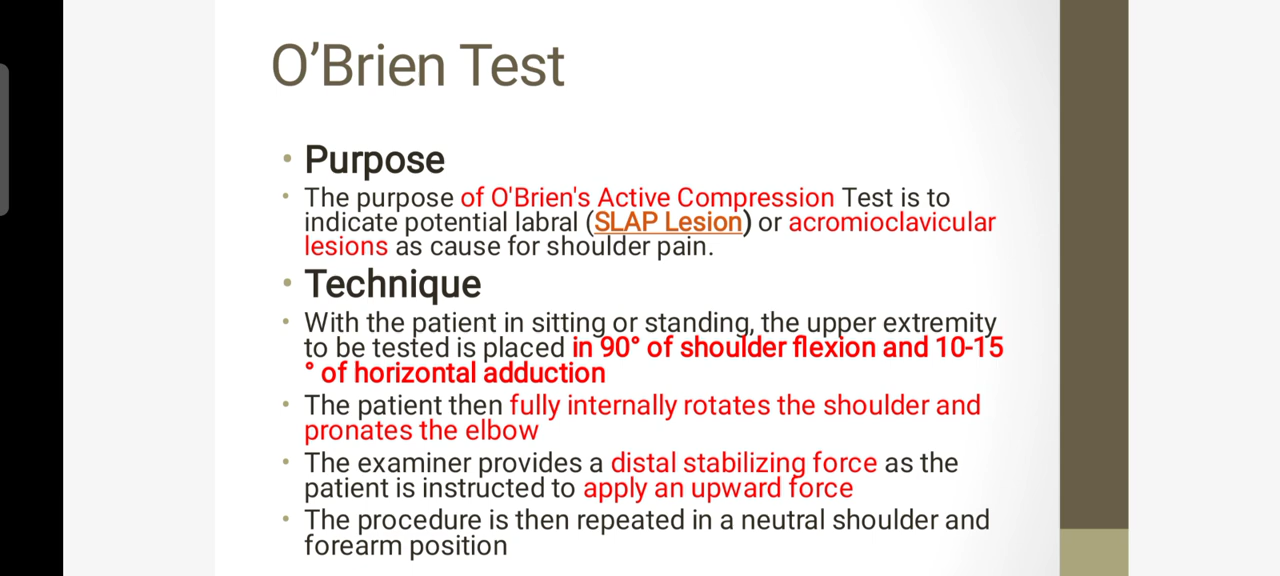 O’Brien Test
• Purpose
• The purpose of O'Brien's Active Compression Test is to
indicate potential labral (SLAP Lesion) or acromioclavicular
lesions as cause for shoulder pain.
• Technique
• With the patient in sitting or standing, the upper extremity
to be tested is placed in 90° of shoulder flexion and 10-15
° of horizontal adduction
• The patient then fully internally rotates the shoulder and
pronates the elbow
• The examiner provides a distal stabilizing force as the
patient is instructed to apply an upward force
• The procedure is then repeated in a neutral shoulder and
forearm position